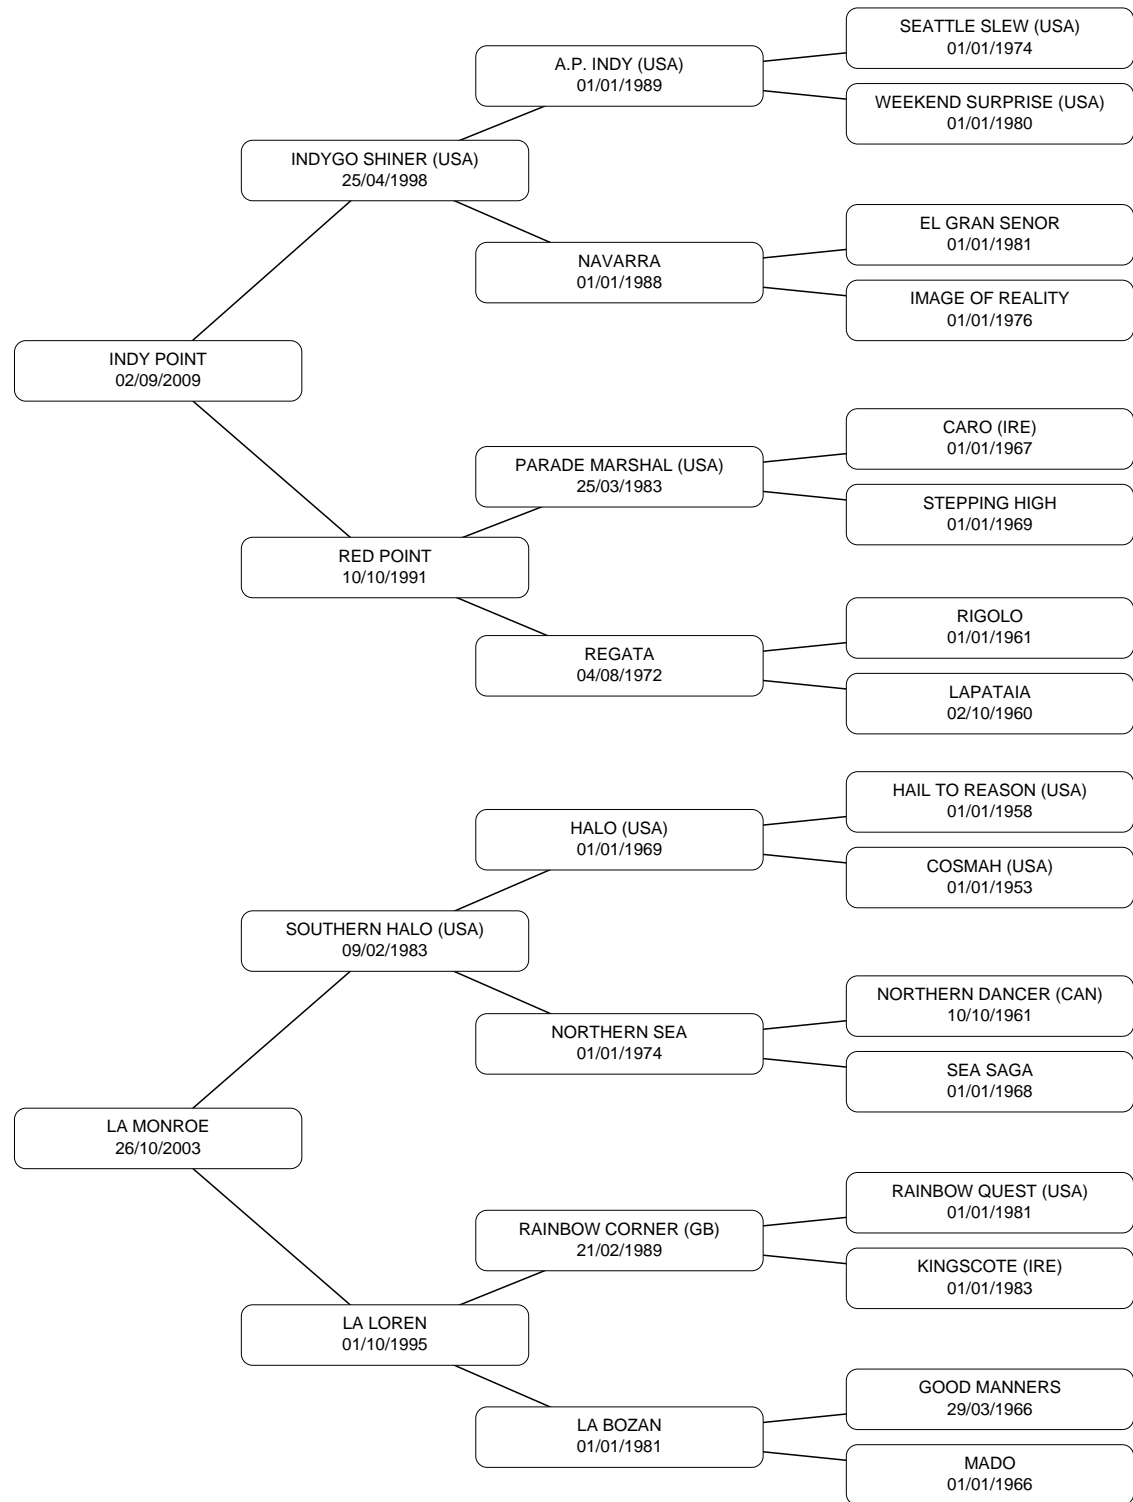 SEATTLE SLEW (USA)
01/01/1974
A.P. INDY (USA)
01/01/1989
WEEKEND SURPRISE (USA)
01/01/1980
INDYGO SHINER (USA)
25/04/1998
EL GRAN SENOR
01/01/1981
NAVARRA
01/01/1988
IMAGE OF REALITY
01/01/1976
INDY POINT
02/09/2009
CARO (IRE)
01/01/1967
PARADE MARSHAL (USA)
25/03/1983
STEPPING HIGH
01/01/1969
RED POINT
10/10/1991
RIGOLO
01/01/1961
REGATA
04/08/1972
LAPATAIA
02/10/1960
HAIL TO REASON (USA)
01/01/1958
HALO (USA)
01/01/1969
COSMAH (USA)
01/01/1953
SOUTHERN HALO (USA)
09/02/1983
NORTHERN DANCER (CAN)
10/10/1961
NORTHERN SEA
01/01/1974
SEA SAGA
01/01/1968
LA MONROE
26/10/2003
RAINBOW QUEST (USA)
01/01/1981
RAINBOW CORNER (GB)
21/02/1989
KINGSCOTE (IRE)
01/01/1983
LA LOREN
01/10/1995
GOOD MANNERS
29/03/1966
LA BOZAN
01/01/1981
MADO
01/01/1966